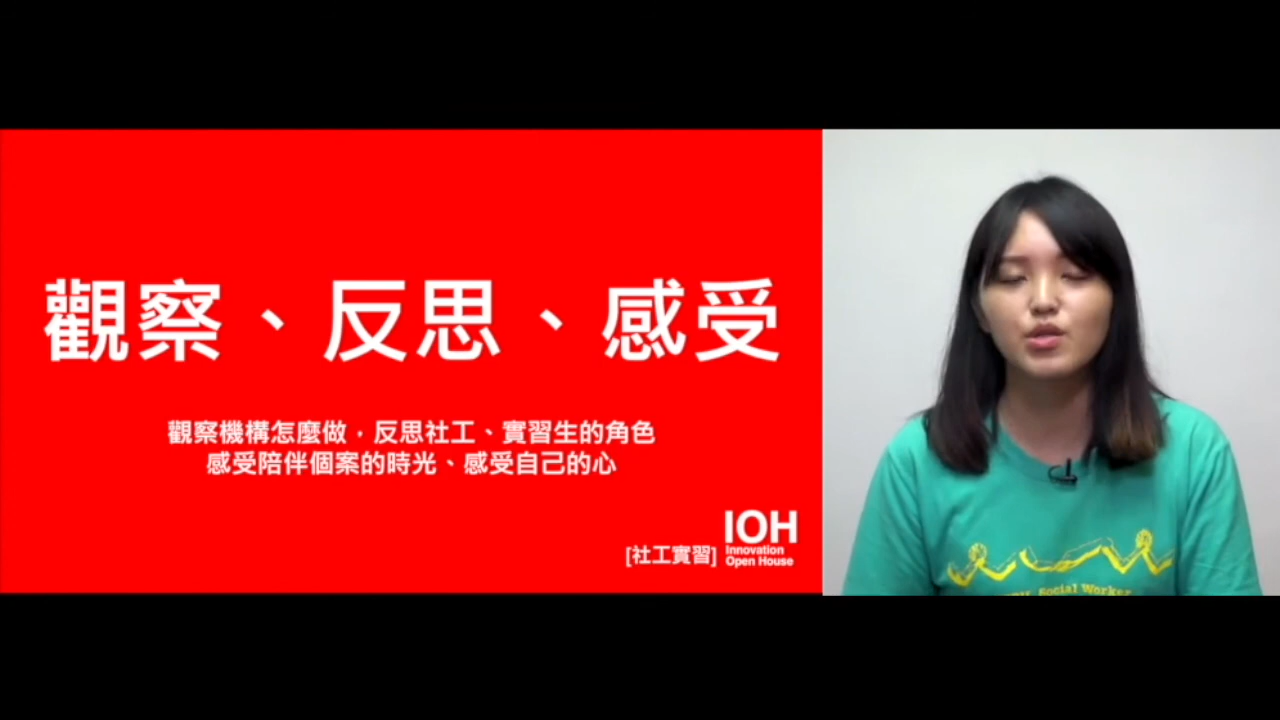 觀察、反思、感受
觀察機構怎麼做，反思社工、實習生的角色
感受陪伴個案的時光、感受自己的心
[社工實習]
IOH
Innovation
Open House
Social Worker